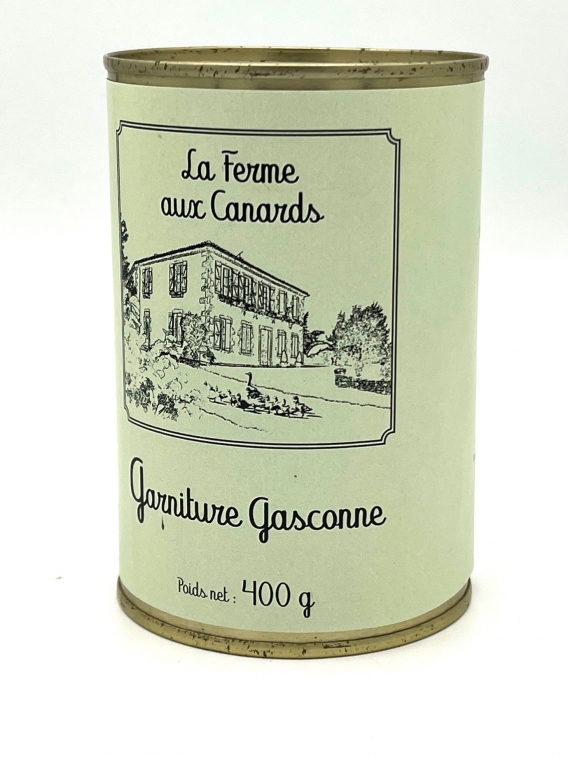 La Ferme
aux Canards
Garniture Gasconne
Poids net : 400 g